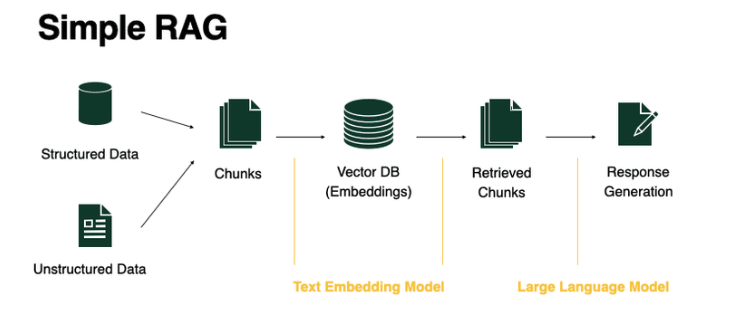 Simple RAG
Structured Data
Unstructured Data
Chunks
Vector DB
(Embeddings)
Retrieved
Chunks
Response
Generation
Text Embedding Model
Large Language Model